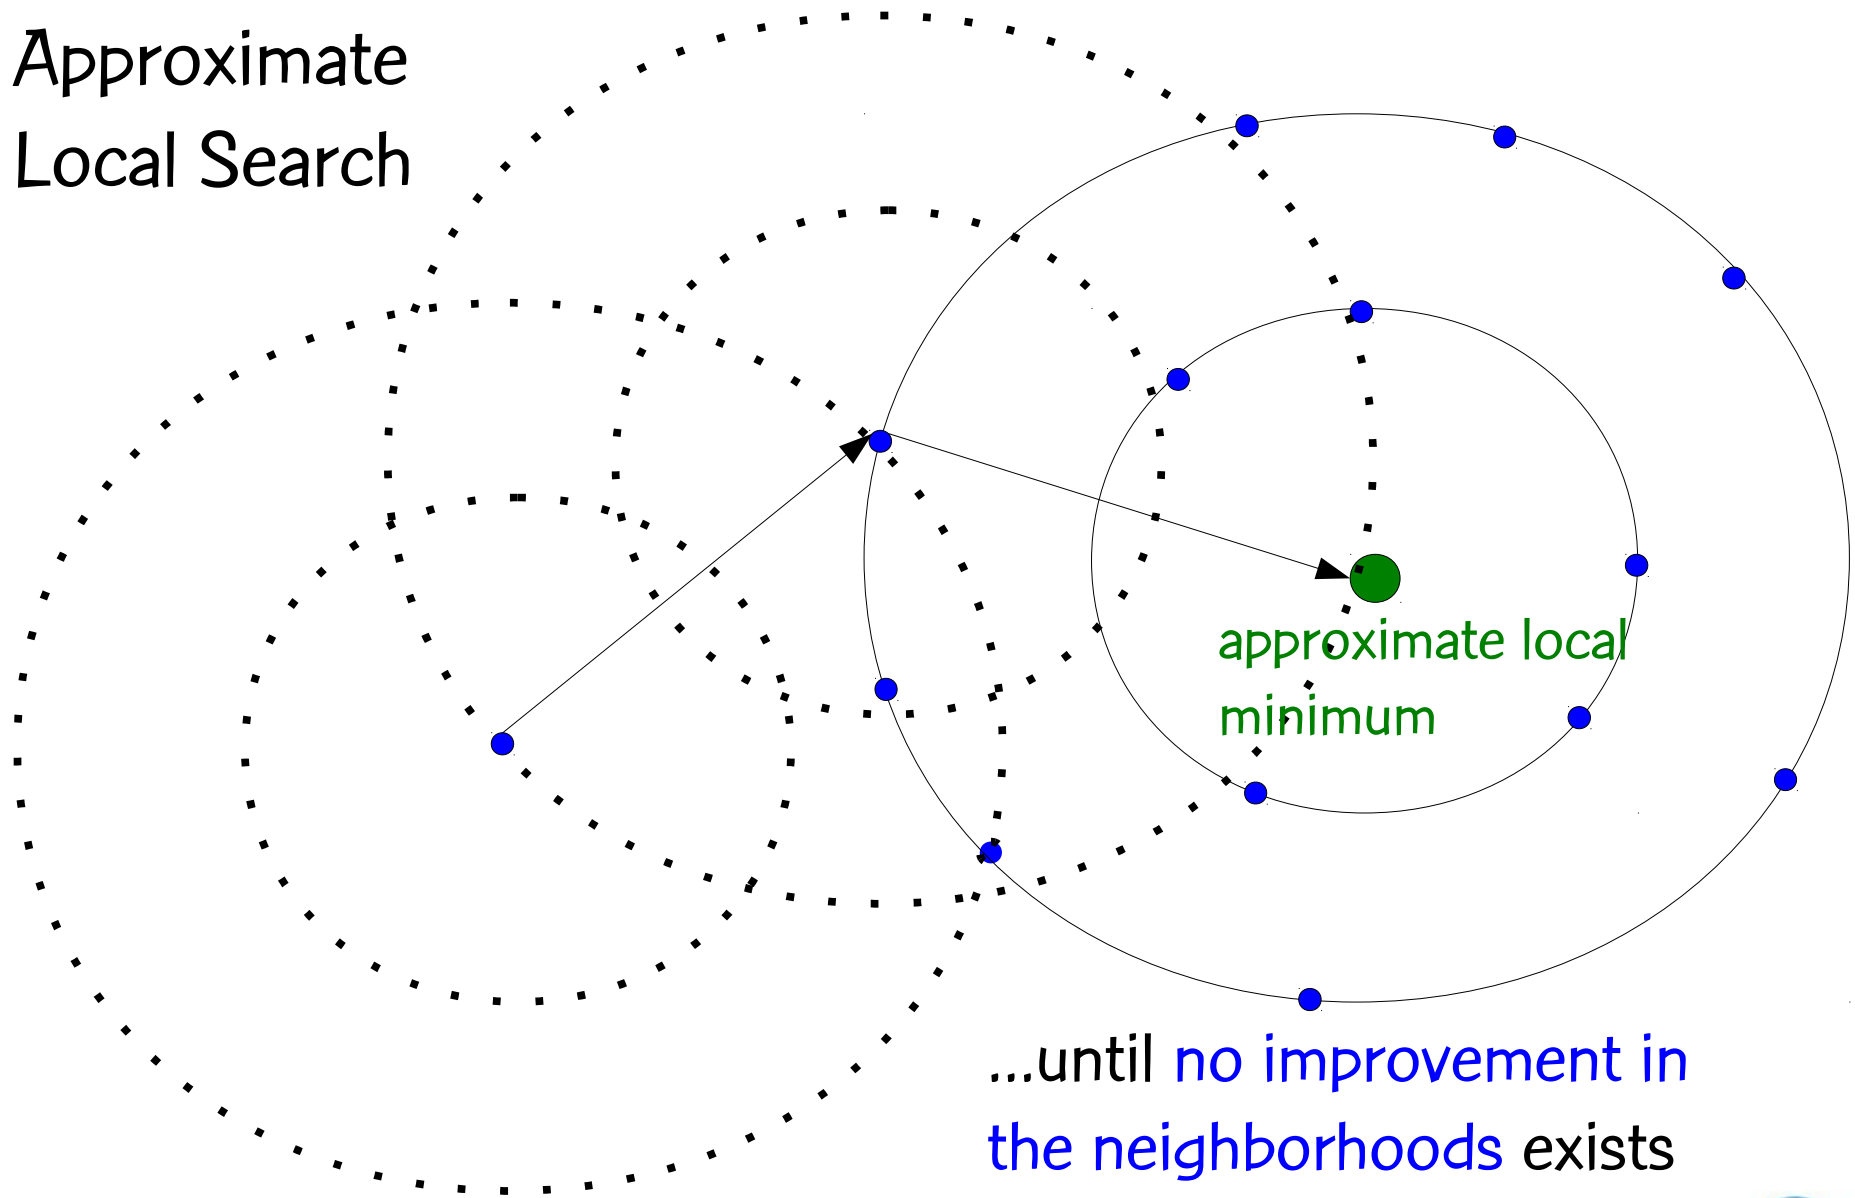 Approximate
Local Search
approximate local
minimum
...until no improvement in
the neighborhoods exists